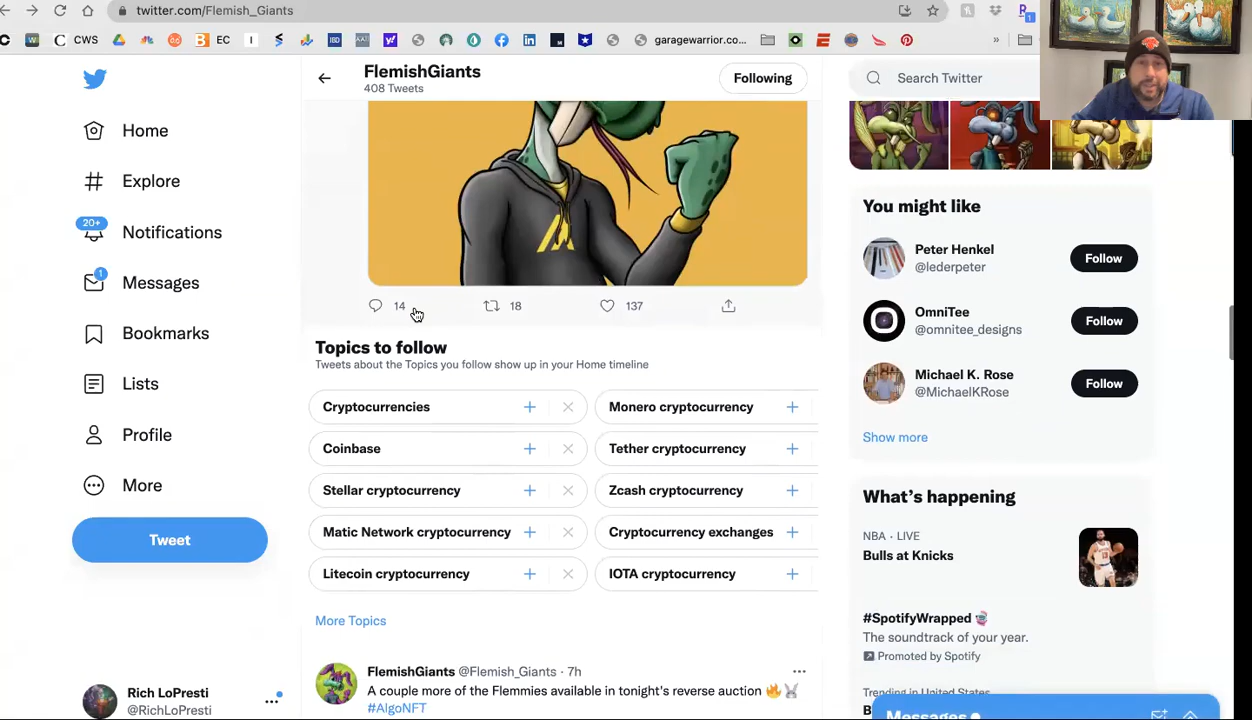 twitter.com/Flemish_Giants
CWS
EC
garagewarrior.co...
FlemishGiants
408 Tweets
Following
Search Twitter
Home
Explore
20+
Notifications
1
Messages
Bookmarks
Lists
Profile
More
Tweet
Rich LoPresti
@RichLoPresti
14
18
137
Topics to follow
Tweets about the Topics you follow show up in your Home timeline
Cryptocurrencies
Monero cryptocurrency
Coinbase
Tether cryptocurrency
Stellar cryptocurrency
Zcash cryptocurrency
Matic Network cryptocurrency
Cryptocurrency exchanges
Litecoin cryptocurrency
IOTA cryptocurrency
More Topics
FlemishGiants @Flemish_Giants · 7h
A couple more of the Flemmies available in tonight's reverse auction 🔥🐰
#AlgoNFT
You might like
Peter Henkel
@lederpeter
Follow
OmniTee
@omnitee_designs
Follow
Michael K. Rose
@MichaelKRose
Follow
Show more
What's happening
NBA · LIVE
Bulls at Knicks
#SpotifyWrapped
The soundtrack of your year.
Promoted by Spotify
Trending in United States
Messages